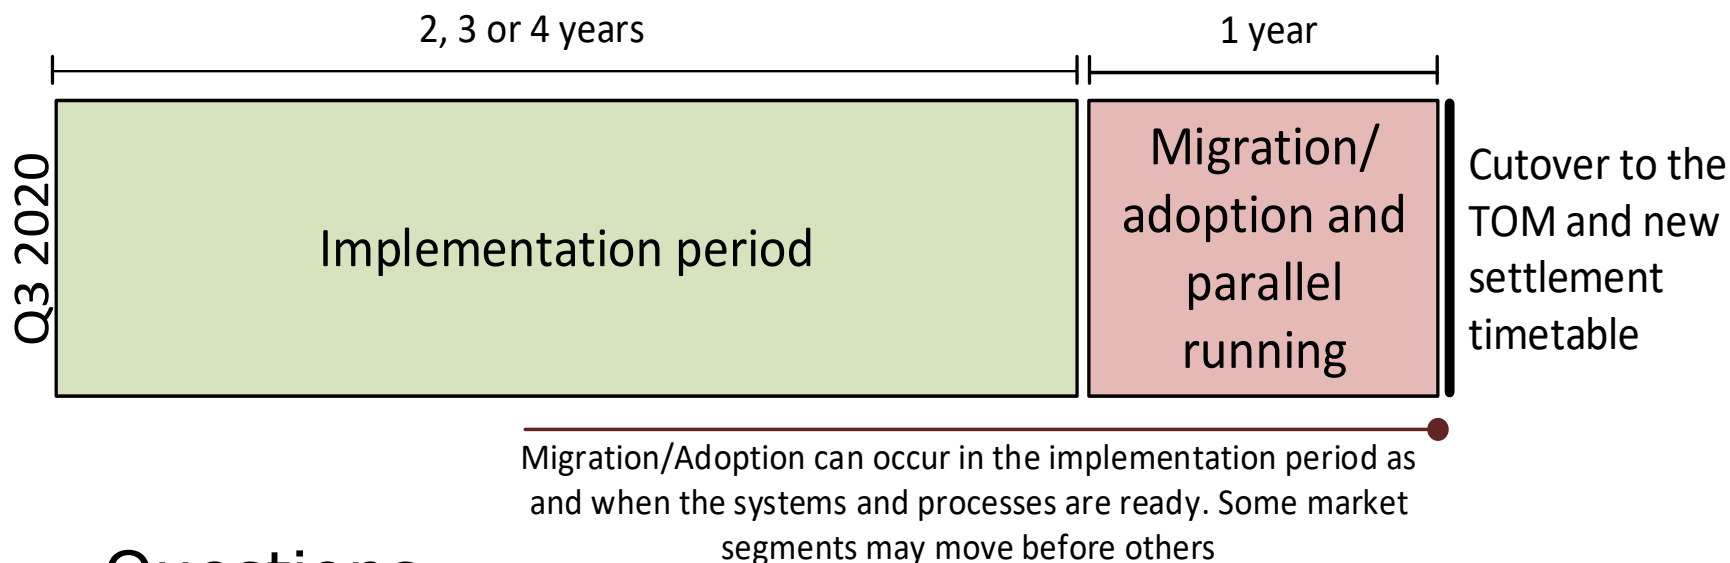 2, 3 or 4 years
1 year
Q3 2020
Implementation period
Migration/
adoption and
parallel
running
Cutover to the
TOM and new
settlement
timetable
Migration/Adoption can occur in the implementation period as
and when the systems and processes are ready. Some market
segments may move before others
Questions